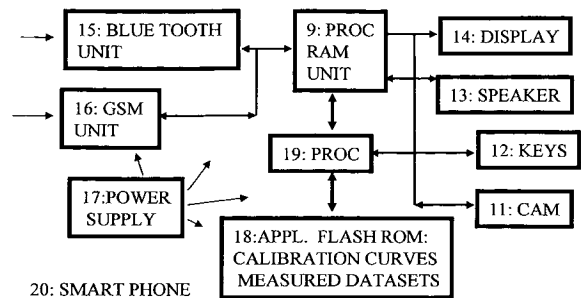 15: BLUE TOOTH
UNIT
9: PROC
RAM
UNIT
14: DISPLAY
13: SPEAKER
16: GSM
UNIT
19: PROC
12: KEYS
17:POWER
SUPPLY
11: CAM
18:APPL. FLASH ROM:
CALIBRATION CURVES
MEASURED DATASETS
20: SMART PHONE